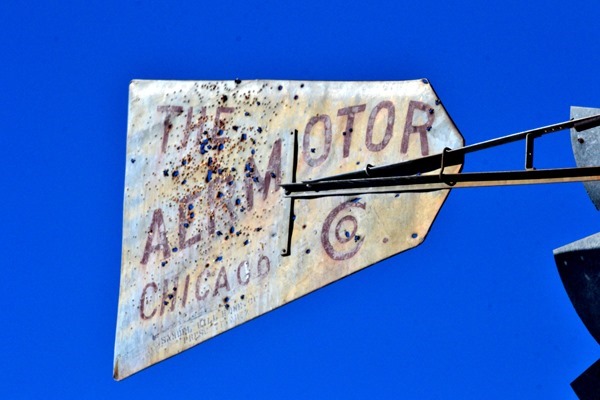 THE
AERMOTOR
Co
CHICAGO